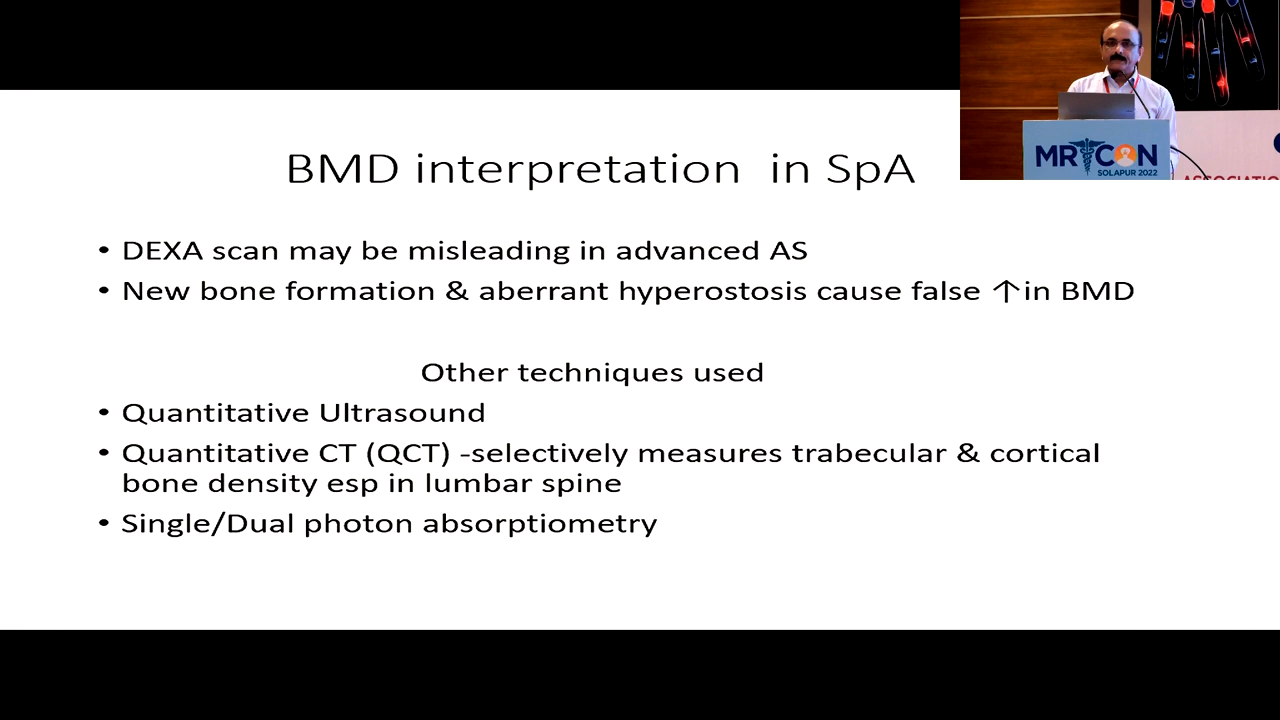 BMD interpretation in SpA
• DEXA scan may be misleading in advanced AS
• New bone formation & aberrant hyperostosis cause false ↑in BMD
Other techniques used
• Quantitative Ultrasound
• Quantitative CT (QCT) -selectively measures trabecular & cortical
bone density esp in lumbar spine
• Single/Dual photon absorptiometry
MRCON
SOLAPUR 2022